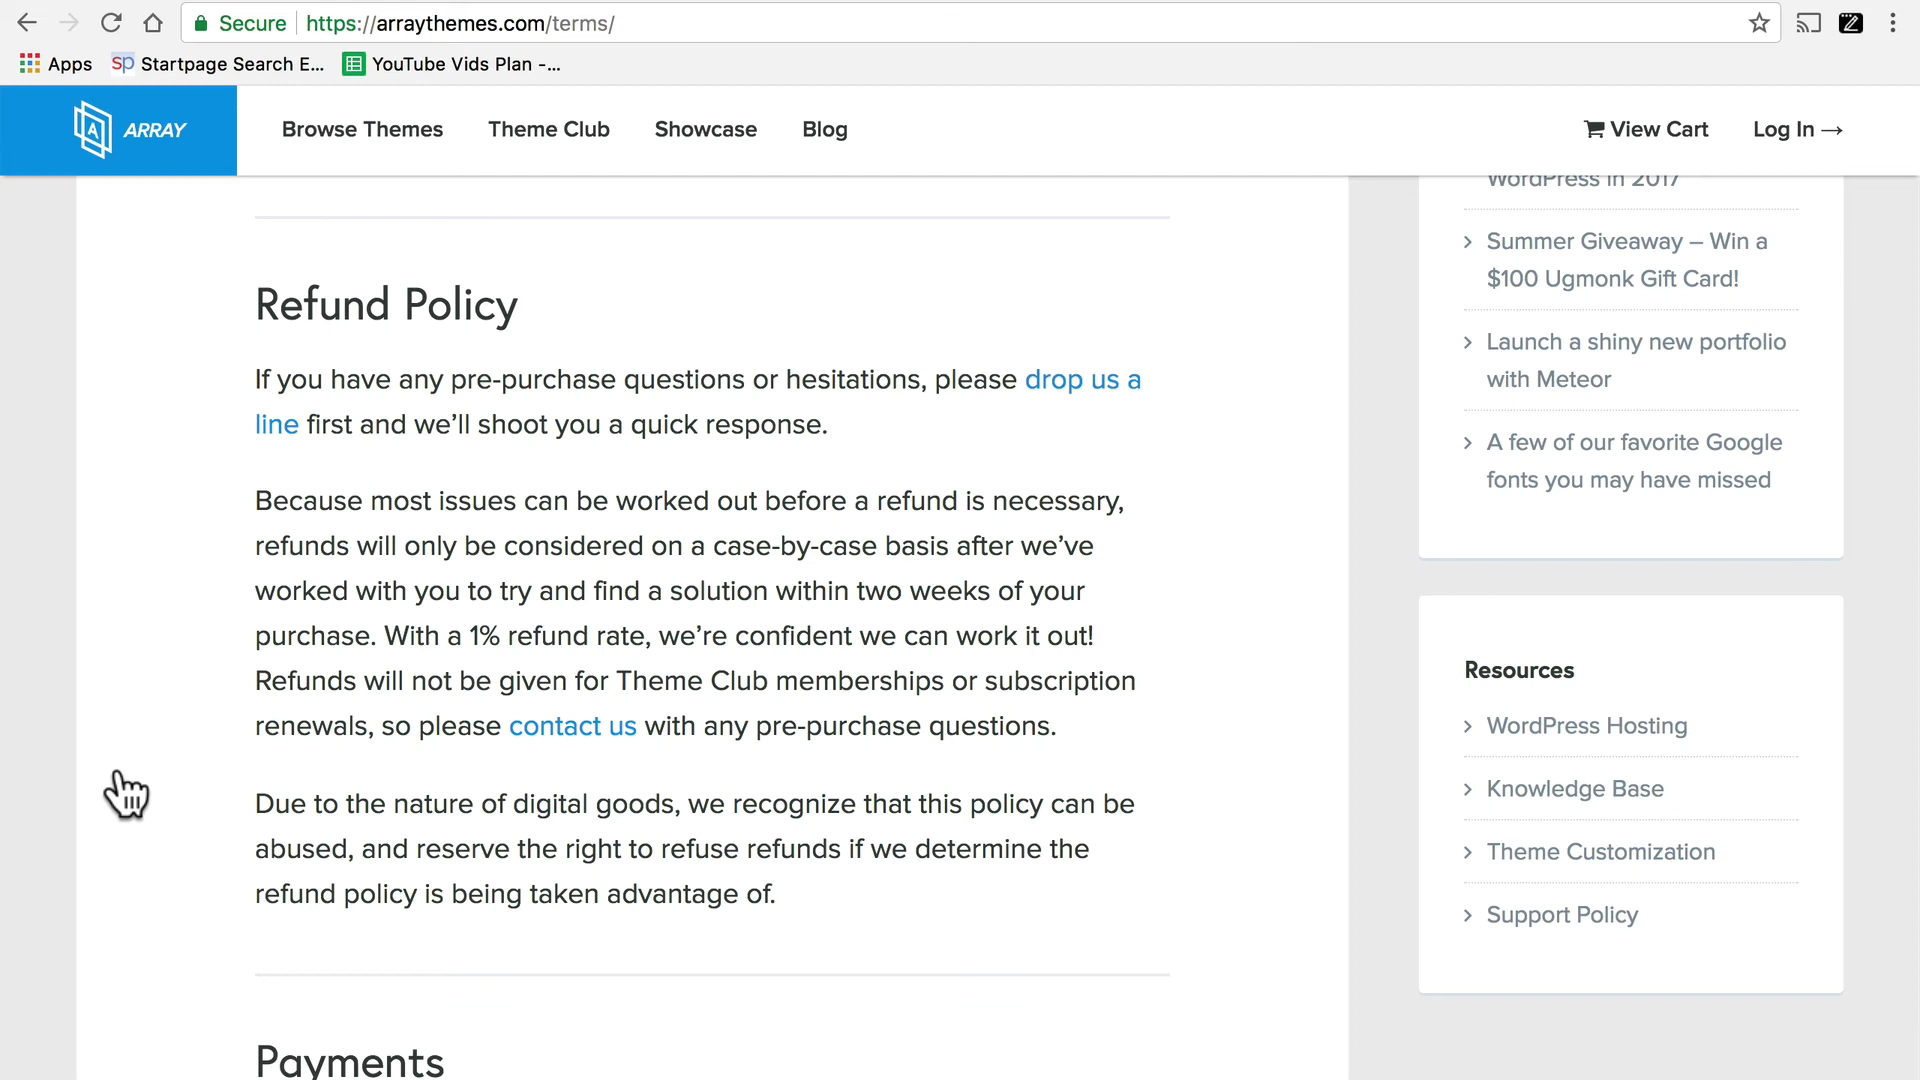 Secure https://arraythemes.com/terms/
Apps Startpage Search E... YouTube Vids Plan -...
A ARRAY Browse Themes Theme Club Showcase Blog View Cart Log In →
Refund Policy
If you have any pre-purchase questions or hesitations, please drop us a
line first and we’ll shoot you a quick response.
Because most issues can be worked out before a refund is necessary,
refunds will only be considered on a case-by-case basis after we’ve
worked with you to try and find a solution within two weeks of your
purchase. With a 1% refund rate, we’re confident we can work it out!
Refunds will not be given for Theme Club memberships or subscription
renewals, so please contact us with any pre-purchase questions.
Due to the nature of digital goods, we recognize that this policy can be
abused, and reserve the right to refuse refunds if we determine the
refund policy is being taken advantage of.
Payments
WordPress in 2017
Summer Giveaway – Win a
$100 Ugmonk Gift Card!
Launch a shiny new portfolio
with Meteor
A few of our favorite Google
fonts you may have missed
Resources
WordPress Hosting
Knowledge Base
Theme Customization
Support Policy